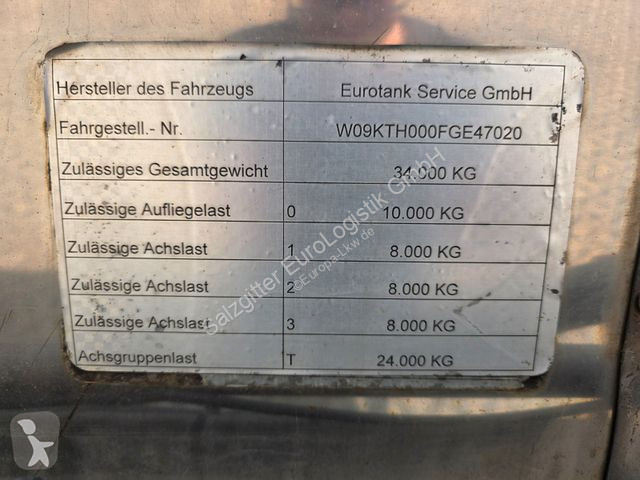 Hersteller des Fahrzeugs Eurotank Service GmbH
Fahrgestell.- Nr. W09KTH000FGE47020
Zulässiges Gesamtgewicht 34.000 KG
Zulässige Aufliegelast 0 10.000 KG
Zulässige Achslast 1 8.000 KG
Zulässige Achslast 2 8.000 KG
Zulässige Achslast 3 8.000 KG
Achsgruppenlast T 24.000 KG
Salzgitter EuroLogistik GmbH
©Europa-Lkw.de